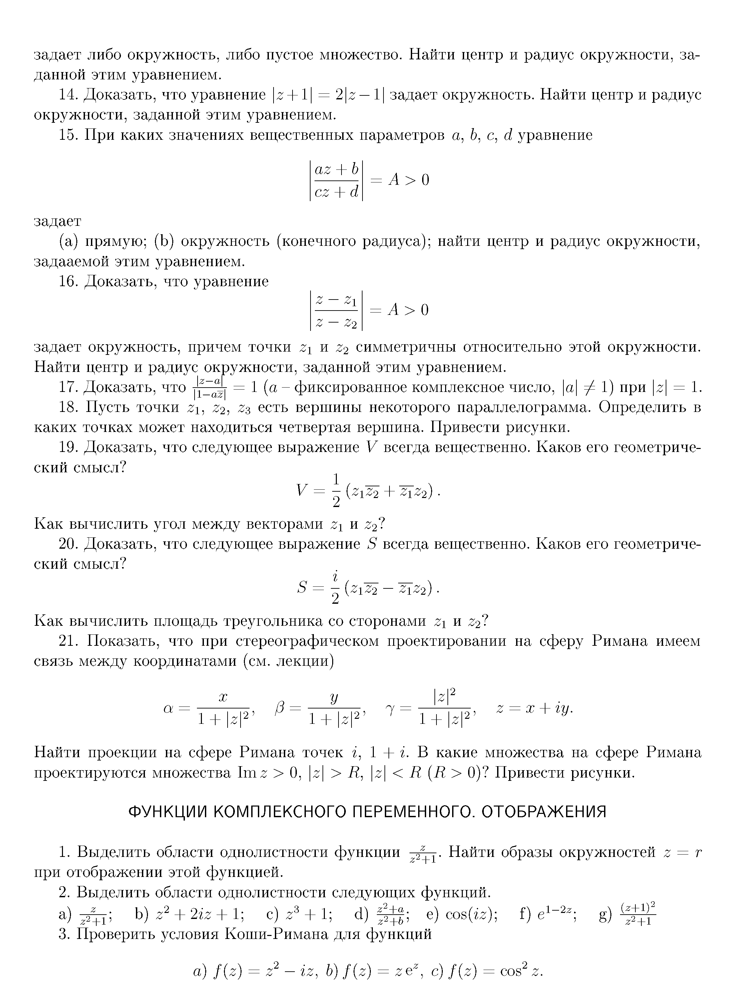 задает либо окружность, либо пустое множество. Найти центр и радиус окружности, за-
данной этим уравнением.
14. Доказать, что уравнение |z + 1| = 2|z − 1| задает окружность. Найти центр и радиус
окружности, заданной этим уравнением.
15. При каких значениях вещественных параметров a, b, c, d уравнение
$$\left|\frac{az+b}{cz+d}\right| = A > 0$$
задает
(a) прямую; (b) окружность (конечного радиуса); найти центр и радиус окружности,
задааемой этим уравнением.
16. Доказать, что уравнение
$$\left|\frac{z-z_1}{z-z_2}\right| = A > 0$$
задает окружность, причем точки $z_1$ и $z_2$ симметричны относительно этой окружности.
Найти центр и радиус окружности, заданной этим уравнением.
17. Доказать, что $\frac{|z-a|}{|1-a\overline{z}|} = 1$ (a – фиксированное комплексное число, $|a| \neq 1$) при $|z| = 1$.
18. Пусть точки $z_1$, $z_2$, $z_3$ есть вершины некоторого параллелограмма. Определить в
каких точках может находиться четвертая вершина. Привести рисунки.
19. Доказать, что следующее выражение V всегда вещественно. Каков его геометриче-
ский смысл?
$$V = \frac{1}{2}\left(z_1\overline{z_2} + \overline{z_1}z_2\right).$$
Как вычислить угол между векторами $z_1$ и $z_2$?
20. Доказать, что следующее выражение S всегда вещественно. Каков его геометриче-
ский смысл?
$$S = \frac{i}{2}\left(z_1\overline{z_2} - \overline{z_1}z_2\right).$$
Как вычислить площадь треугольника со сторонами $z_1$ и $z_2$?
21. Показать, что при стереографическом проектировании на сферу Римана имеем
связь между координатами (см. лекции)
$$\alpha = \frac{x}{1+|z|^2}, \quad \beta = \frac{y}{1+|z|^2}, \quad \gamma = \frac{|z|^2}{1+|z|^2}, \quad z = x + iy.$$
Найти проекции на сфере Римана точек i, 1 + i. В какие множества на сфере Римана
проектируются множества Im z > 0, |z| > R, |z| < R (R > 0)? Привести рисунки.
ФУНКЦИИ КОМПЛЕКСНОГО ПЕРЕМЕННОГО. ОТОБРАЖЕНИЯ
1. Выделить области однолистности функции $\frac{z}{z^2+1}$. Найти образы окружностей z = r
при отображении этой функцией.
2. Выделить области однолистности следующих функций.
a) $\frac{z}{z^2+1}$; b) $z^2 + 2iz + 1$; c) $z^3 + 1$; d) $\frac{z^2+a}{z^2+b}$; e) cos(iz); f) $e^{1-2z}$; g) $\frac{(z+1)^2}{z^2+1}$
3. Проверить условия Коши-Римана для функций
$$a)\ f(z) = z^2 - iz,\ b)\ f(z) = z\,\mathrm{e}^z,\ c)\ f(z) = \cos^2 z.$$